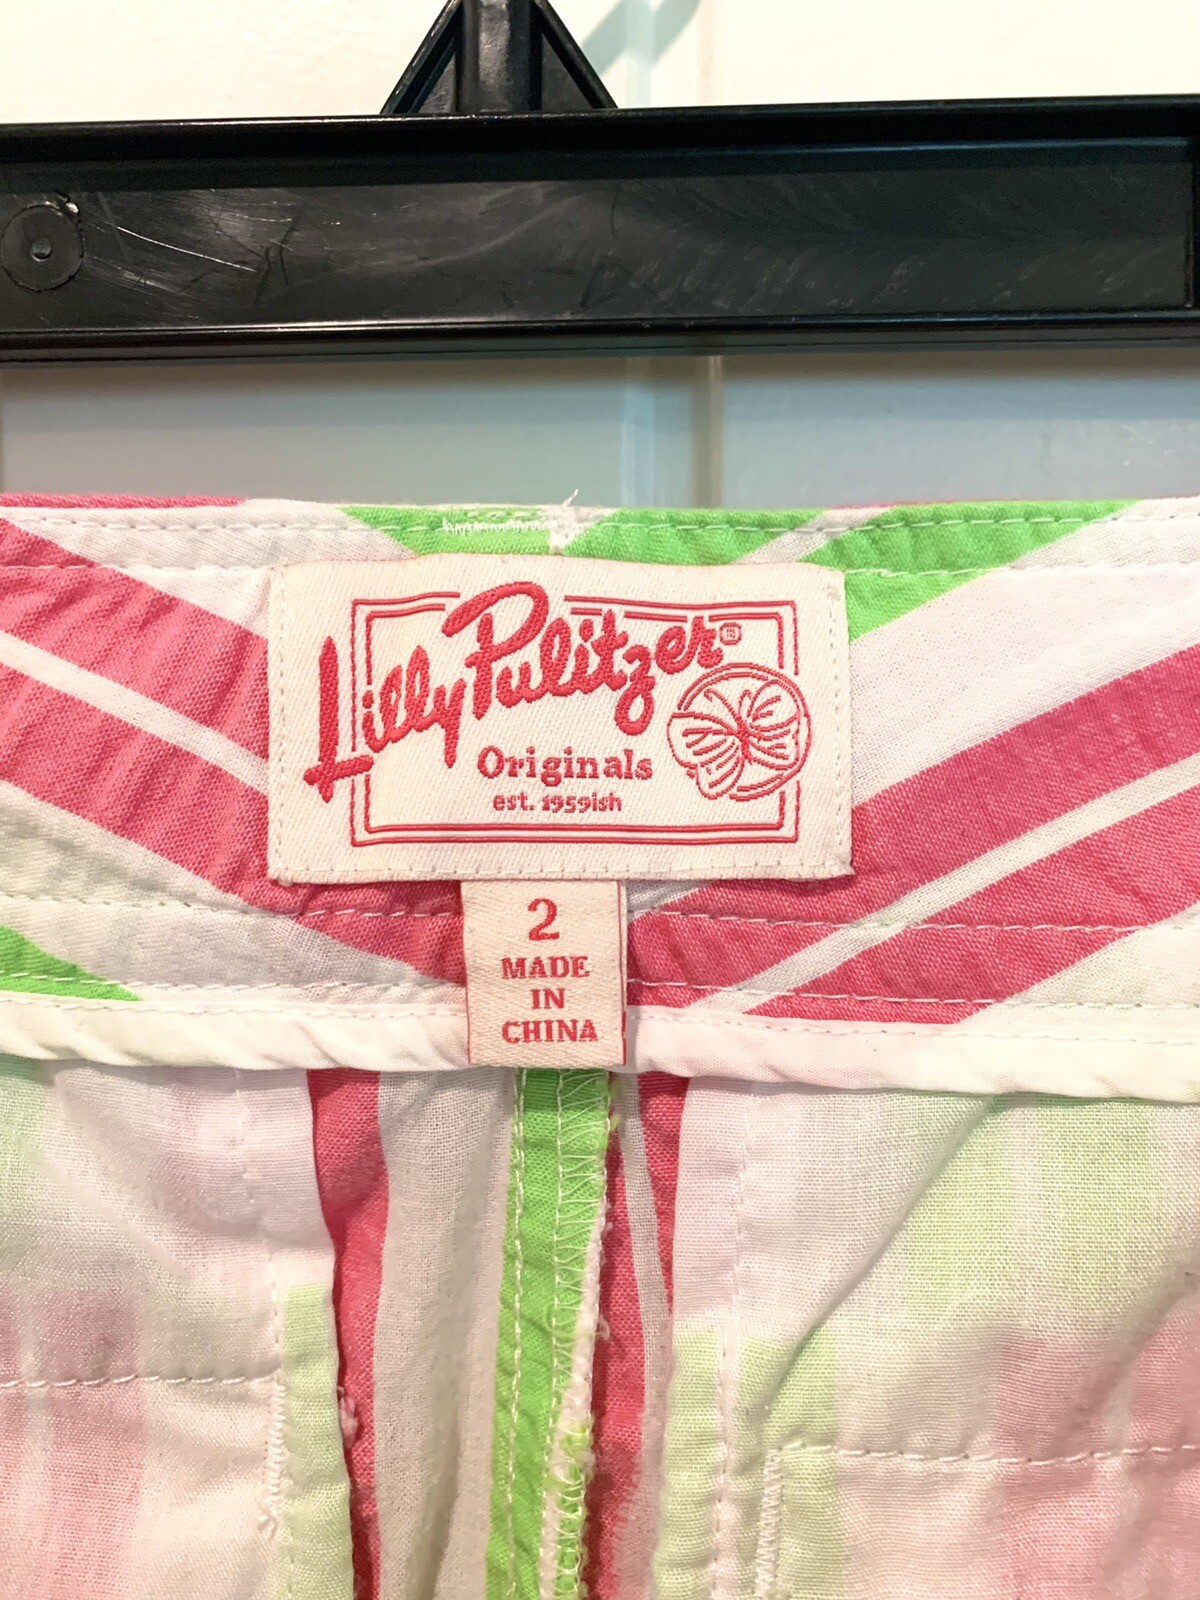 Lilly Pulitzer®
Originals
est. 1959ish
2
MADE
IN
CHINA